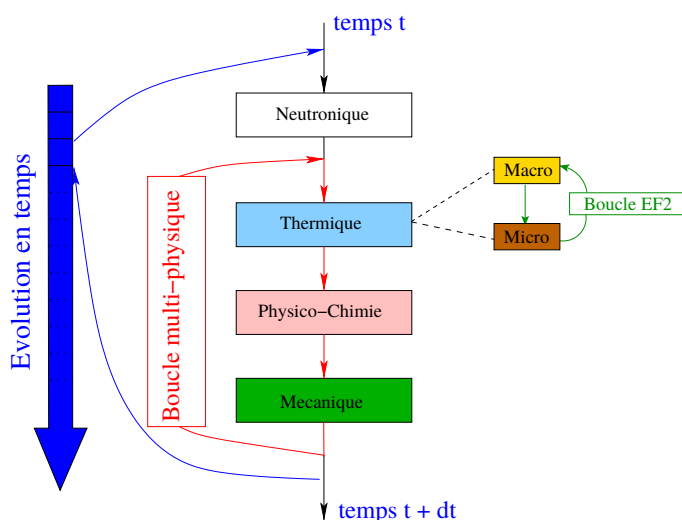 temps t
Neutronique
Evolution en temps
Boucle multi−physique
Thermique
Macro
Boucle EF2
Micro
Physico−Chimie
Mecanique
temps t + dt